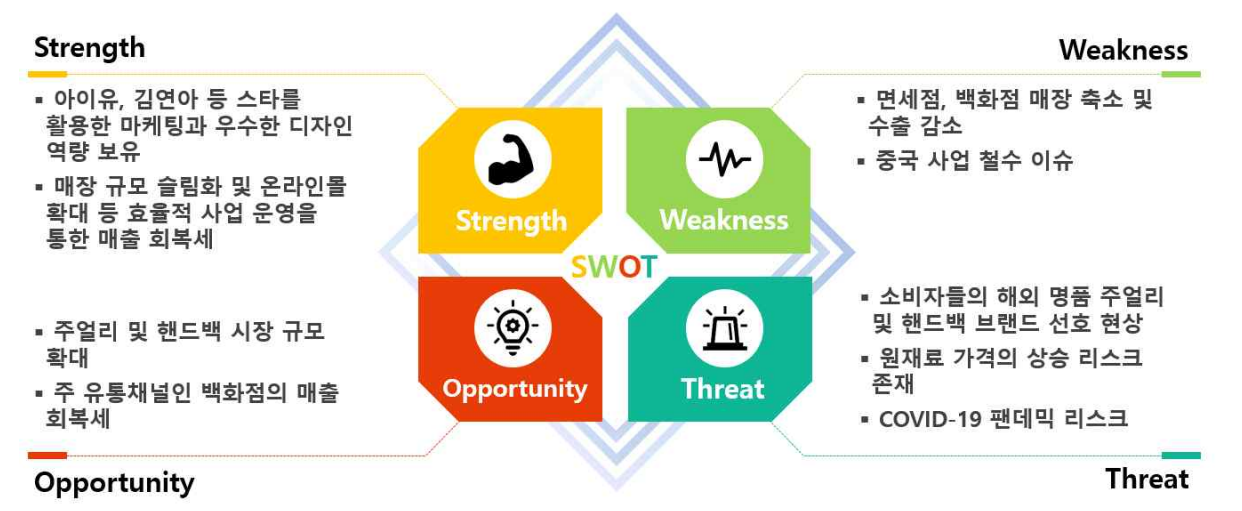 Strength
▪ 아이유, 김연아 등 스타를
활용한 마케팅과 우수한 디자인
역량 보유
▪ 매장 규모 슬림화 및 온라인몰
확대 등 효율적 사업 운영을
통한 매출 회복세
Weakness
▪ 면세점, 백화점 매장 축소 및
수출 감소
▪ 중국 사업 철수 이슈
Strength
Weakness
SWOT
Opportunity
Threat
▪ 주얼리 및 핸드백 시장 규모
확대
▪ 주 유통채널인 백화점의 매출
회복세
Opportunity
▪ 소비자들의 해외 명품 주얼리
및 핸드백 브랜드 선호 현상
▪ 원재료 가격의 상승 리스크
존재
▪ COVID-19 팬데믹 리스크
Threat